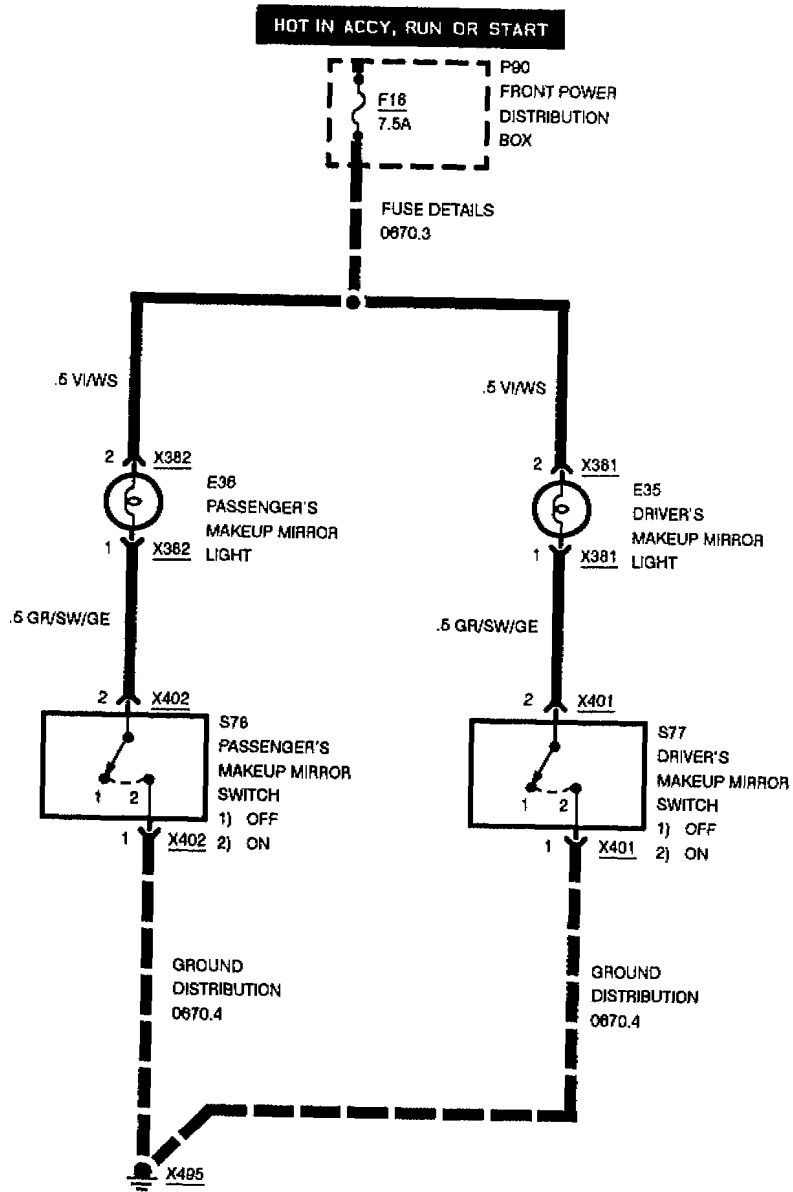 HOT IN ACCY, RUN OR START
P90
FRONT POWER
DISTRIBUTION
BOX
F16
7.5A
FUSE DETAILS
0670.3
.5 VI/WS
.5 VI/WS
2 X382
2 X381
E36
PASSENGER'S
MAKEUP MIRROR
LIGHT
E35
DRIVER'S
MAKEUP MIRROR
LIGHT
1 X382
1 X381
.5 GR/SW/GE
.5 GR/SW/GE
2 X402
2 X401
S76
PASSENGER'S
MAKEUP MIRROR
SWITCH
1) OFF
2) ON
S77
DRIVER'S
MAKEUP MIRROR
SWITCH
1) OFF
2) ON
1 2
1 2
1 X402
1 X401
GROUND
DISTRIBUTION
0670.4
GROUND
DISTRIBUTION
0670.4
X495